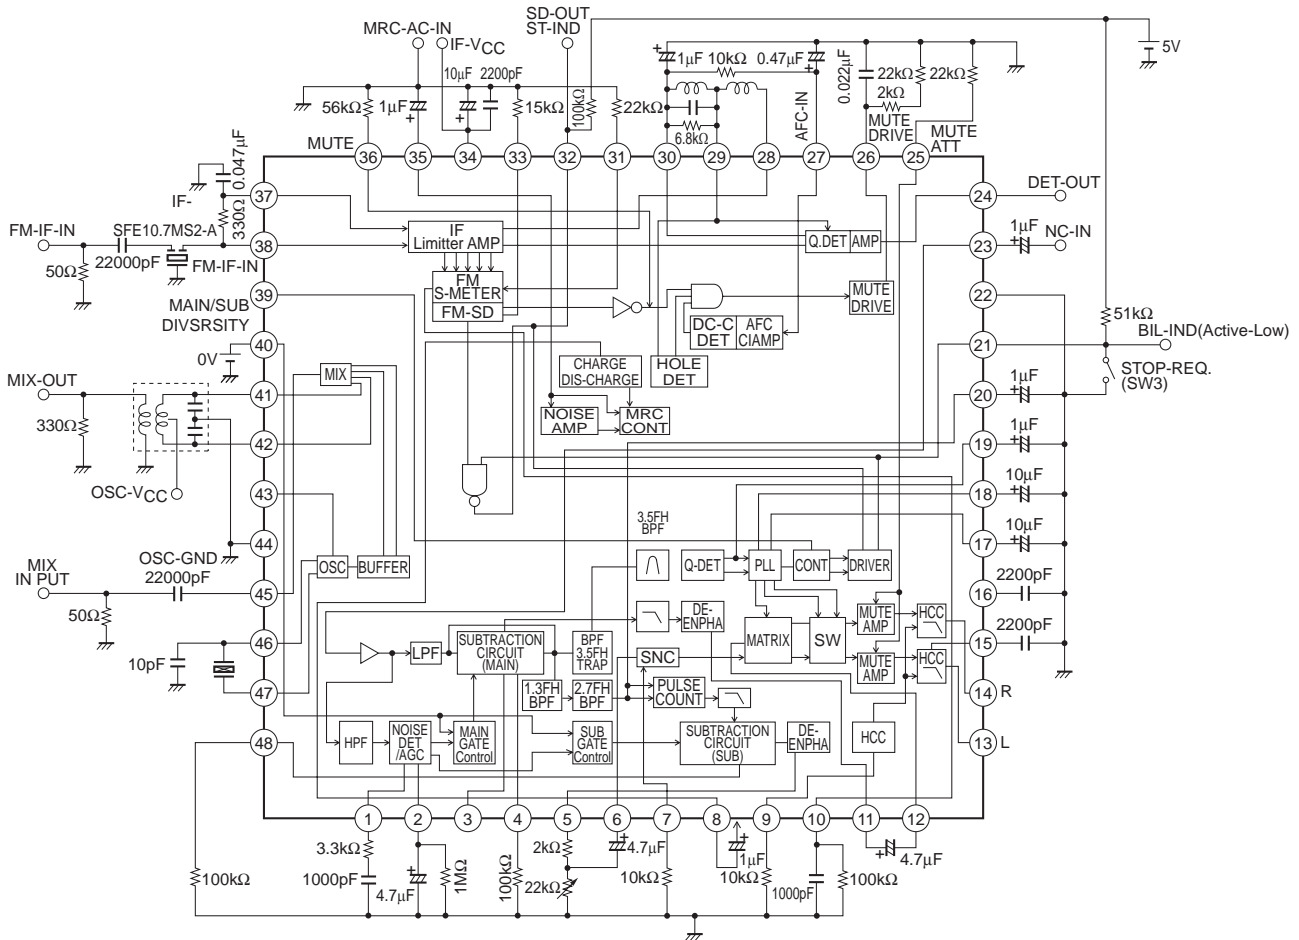 MRC-AC-IN
IF-VCC
SD-OUT
ST-IND
5V
10μF
2200pF
56kΩ
1μF
15kΩ
100kΩ
22kΩ
1μF
10kΩ
0.47μF
6.8kΩ
AFC-IN
0.022μF
22kΩ
2kΩ
22kΩ
MUTE
DRIVE
MUTE
ATT
MUTE
36
35
34
33
32
31
30
29
28
27
26
25
0.047μF
IF-
330Ω
37
24
DET-OUT
FM-IF-IN
SFE10.7MS2-A
22000pF
50Ω
FM-IF-IN
38
IF
Limitter AMP
Q.DET
AMP
23
1μF
NC-IN
39
MAIN/SUB
DIVSRSITY
FM
S-METER
FM-SD
MUTE
DRIVE
DC-C
DET
AFC
CIAMP
22
51kΩ
BIL-IND(Active-Low)
21
STOP-REQ.
(SW3)
0V
40
CHARGE
DIS-CHARGE
HOLE
DET
MIX
MIX-OUT
330Ω
41
NOISE
AMP
MRC
CONT
20
1μF
42
19
1μF
OSC-VCC
43
18
10μF
44
3.5FH
BPF
17
10μF
MIX
IN PUT
OSC-GND
22000pF
50Ω
45
OSC
BUFFER
Q-DET
PLL
CONT
DRIVER
16
2200pF
46
10pF
47
LPF
SUBTRACTION
CIRCUIT
(MAIN)
BPF
3.5FH
TRAP
DE-
ENPHA
SNC
MATRIX
SW
MUTE
AMP
HCC
MUTE
AMP
HCC
15
2200pF
1.3FH
BPF
2.7FH
BPF
PULSE
COUNT
14
R
48
HPF
NOISE
DET
/AGC
MAIN
GATE
Control
SUB
GATE
Control
SUBTRACTION
CIRCUIT
(SUB)
DE-
ENPHA
HCC
13
L
1
2
3
4
5
6
7
8
9
10
11
12
100kΩ
3.3kΩ
1000pF
4.7μF
1MΩ
100kΩ
2kΩ
22kΩ
4.7μF
10kΩ
1μF
10kΩ
1000pF
100kΩ
4.7μF